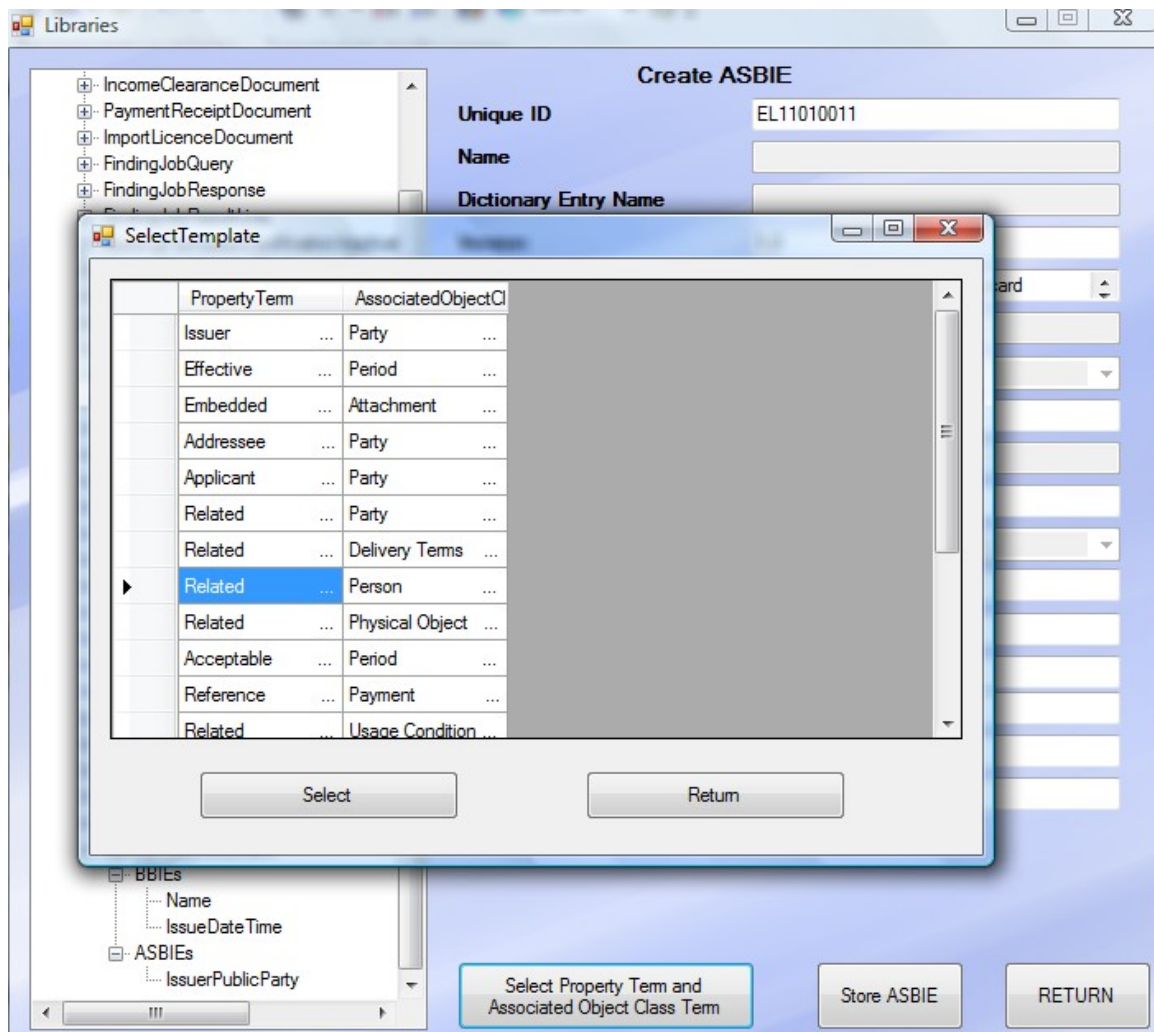 Libraries
IncomeClearanceDocument
PaymentReceiptDocument
ImportLicenceDocument
FindingJobQuery
FindingJobResponse
Create ASBIE
Unique ID EL11010011
Name
Dictionary Entry Name
SelectTemplate
PropertyTerm AssociatedObjectCl
Issuer ... Party ...
Effective ... Period ...
Embedded ... Attachment ...
Addressee ... Party ...
Applicant ... Party ...
Related ... Party ...
Related ... Delivery Terms ...
Related ... Person ...
Related ... Physical Object ...
Acceptable ... Period ...
Reference ... Payment ...
Related ... Usage Condition ...
Select Return
card
BBIEs
Name
IssueDateTime
ASBIEs
IssuerPublicParty
Select Property Term and
Associated Object Class Term
Store ASBIE
RETURN